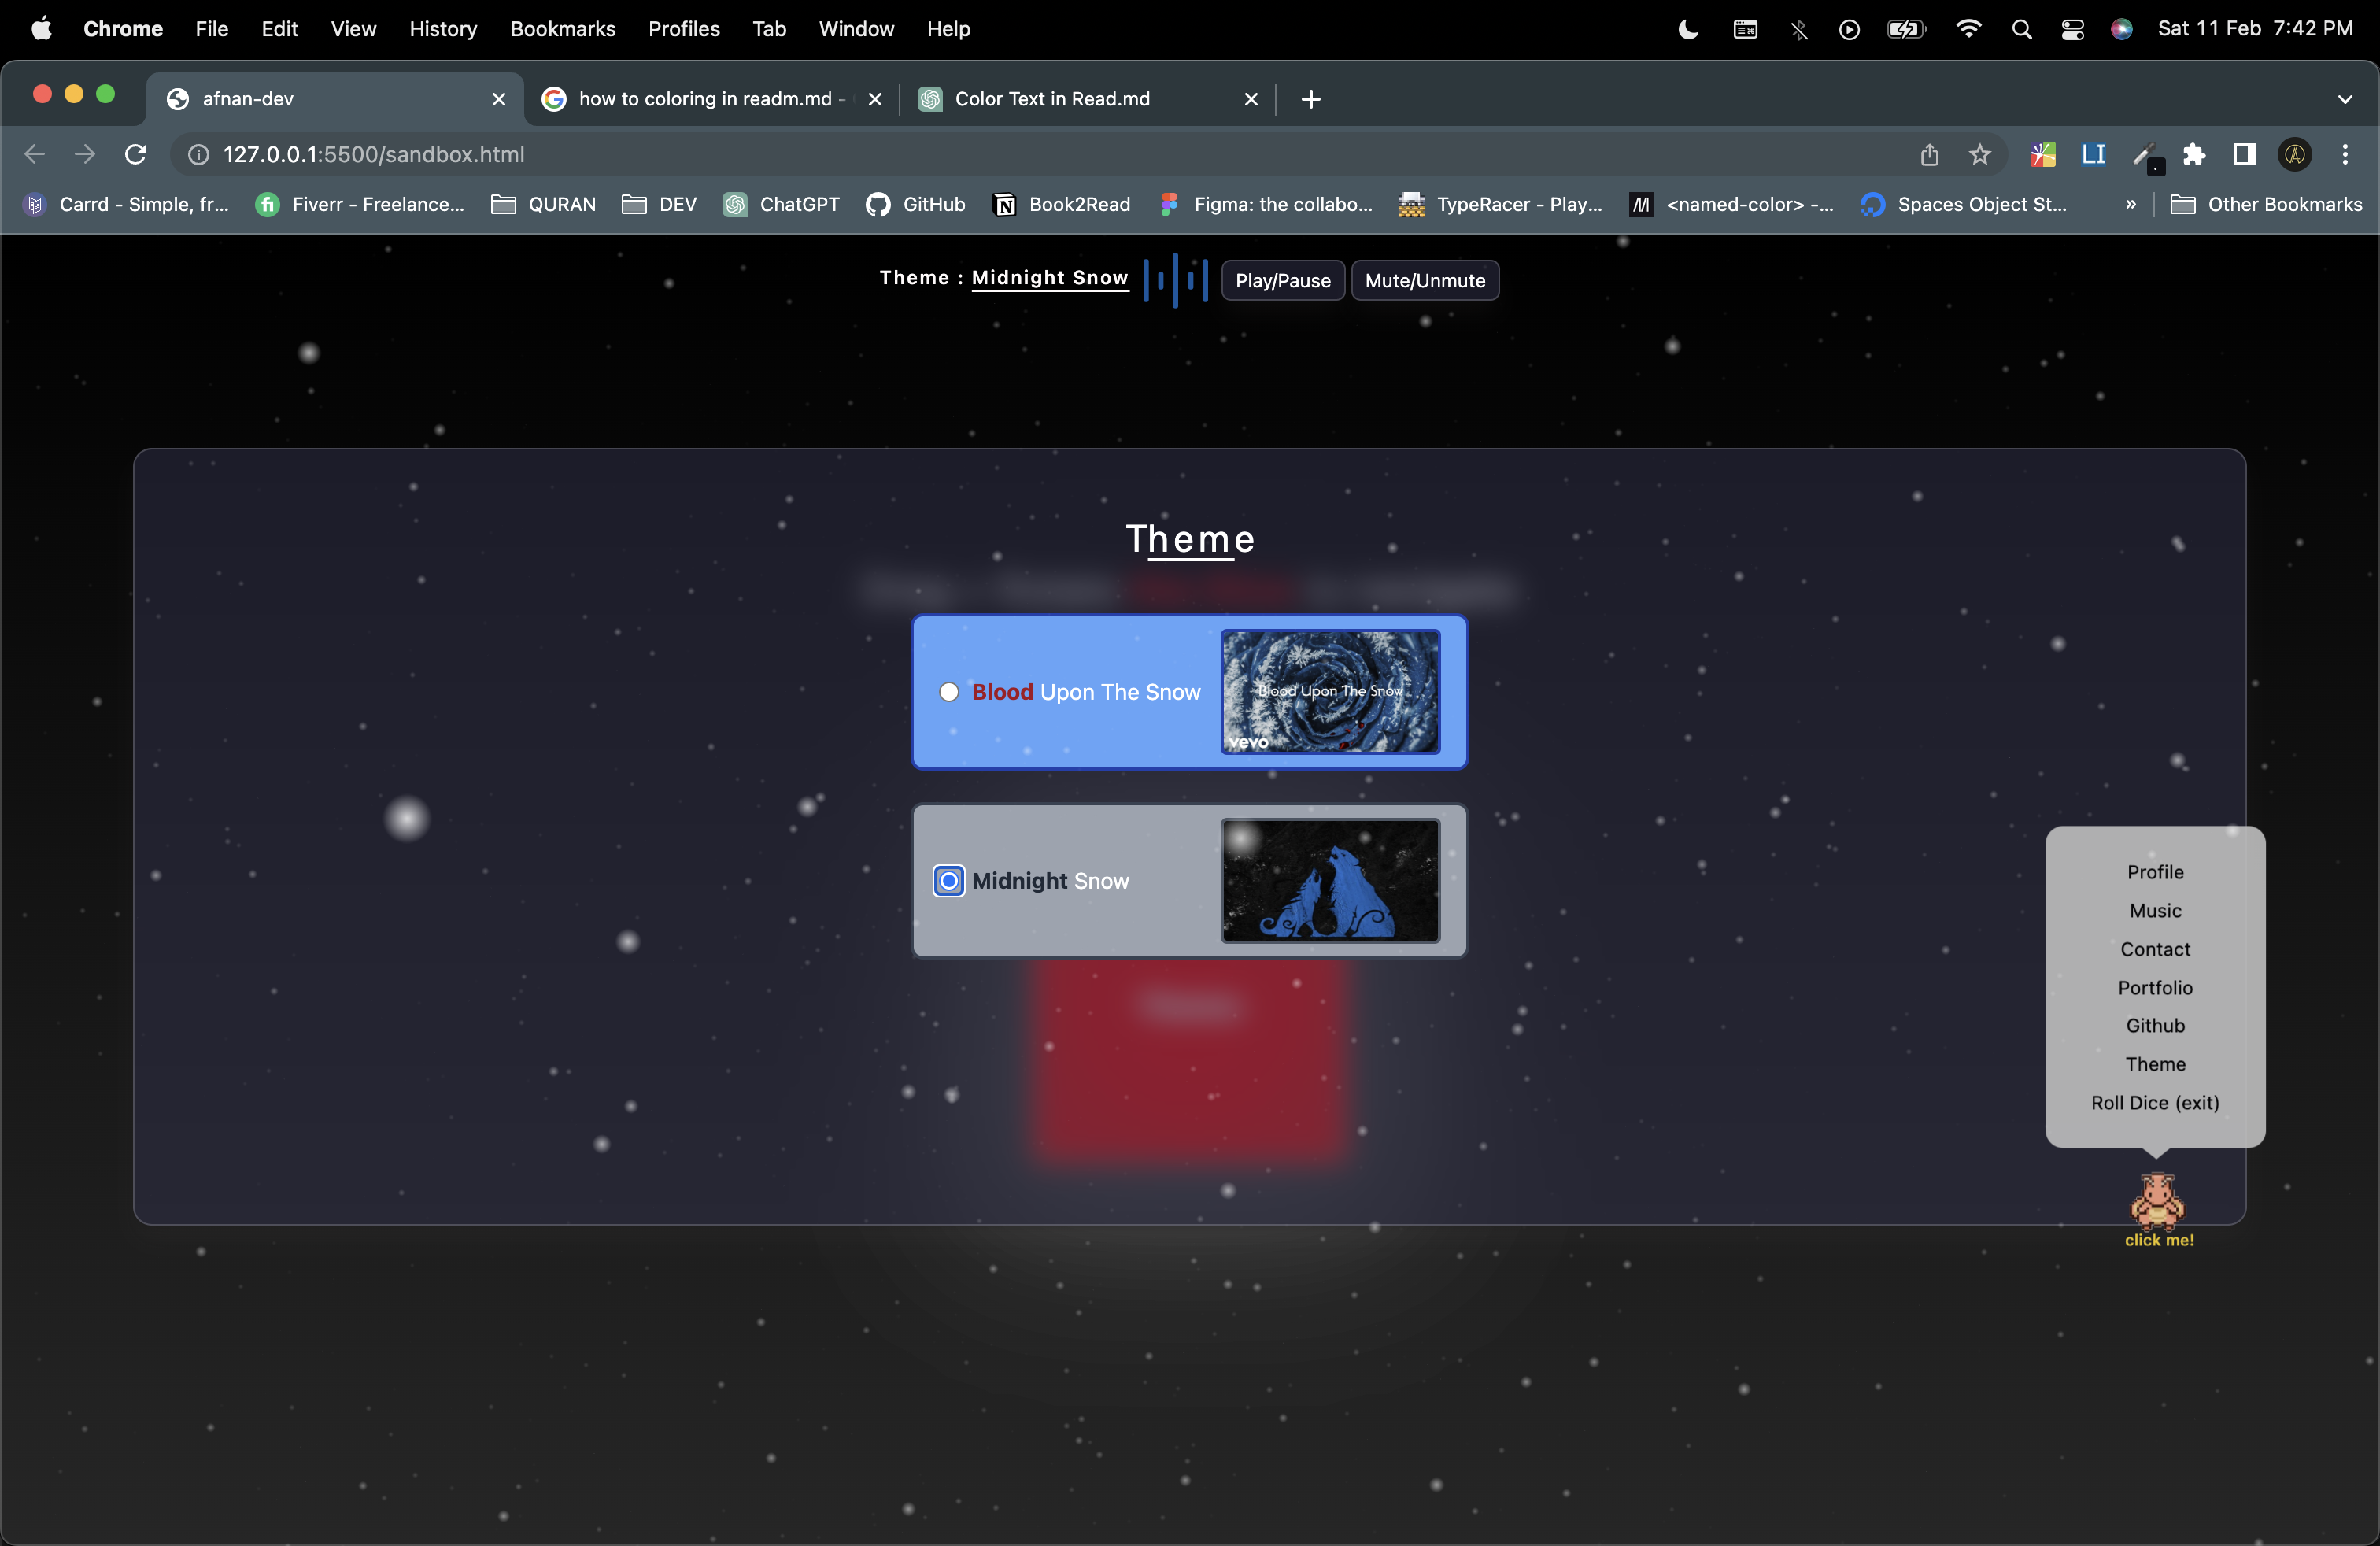 Chrome File Edit View History Bookmarks Profiles Tab Window Help Sat 11 Feb 7:42 PM
afnan-dev how to coloring in readm.md - Color Text in Read.md
127.0.0.1:5500/sandbox.html LI
Carrd - Simple, fr... Fiverr - Freelance... QURAN DEV ChatGPT GitHub Book2Read Figma: the collabo... TypeRacer - Play... <named-color> -... Spaces Object St... » Other Bookmarks
Theme : Midnight Snow Play/Pause Mute/Unmute
Theme
Blood Upon The Snow
Blood Upon The Snow
vevo
Midnight Snow
Profile
Music
Contact
Portfolio
Github
Theme
Roll Dice (exit)
click me!